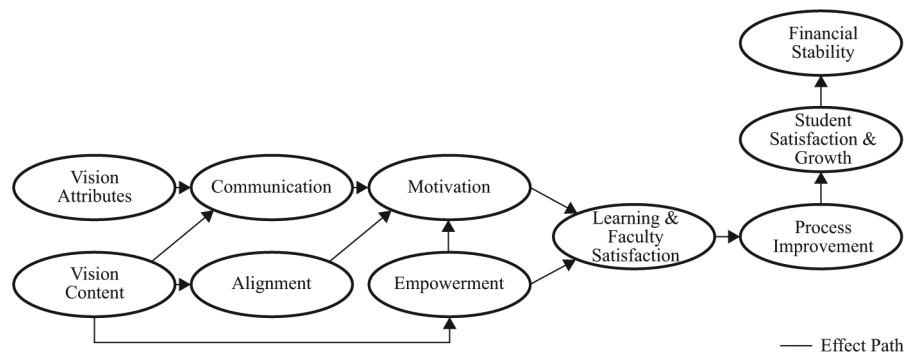 Financial
Stability
Student
Satisfaction &
Growth
Vision
Attributes
Communication
Motivation
Learning &
Faculty
Satisfaction
Process
Improvement
Vision
Content
Alignment
Empowerment
Effect Path